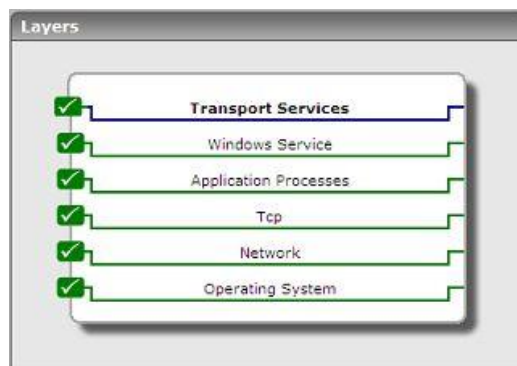 Layers
Transport Services
Windows Service
Application Processes
Tcp
Network
Operating System